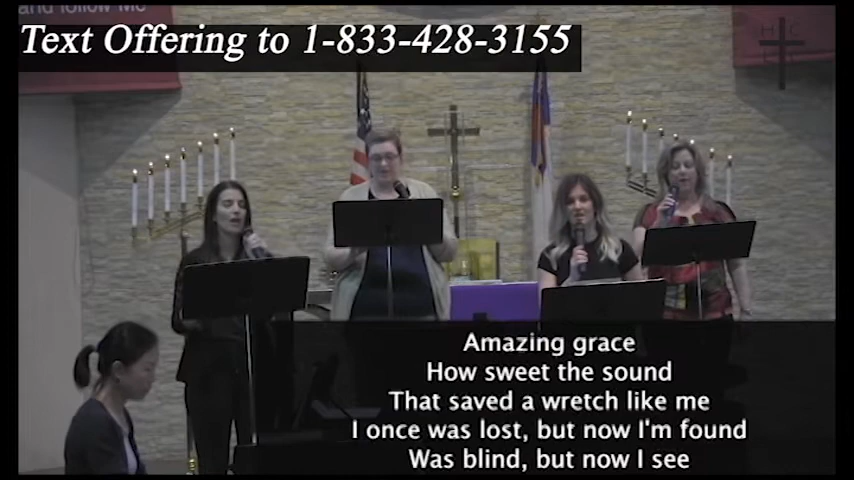 and follow Me
Text Offering to 1-833-428-3155
H C
Amazing grace
How sweet the sound
That saved a wretch like me
I once was lost, but now I'm found
Was blind, but now I see